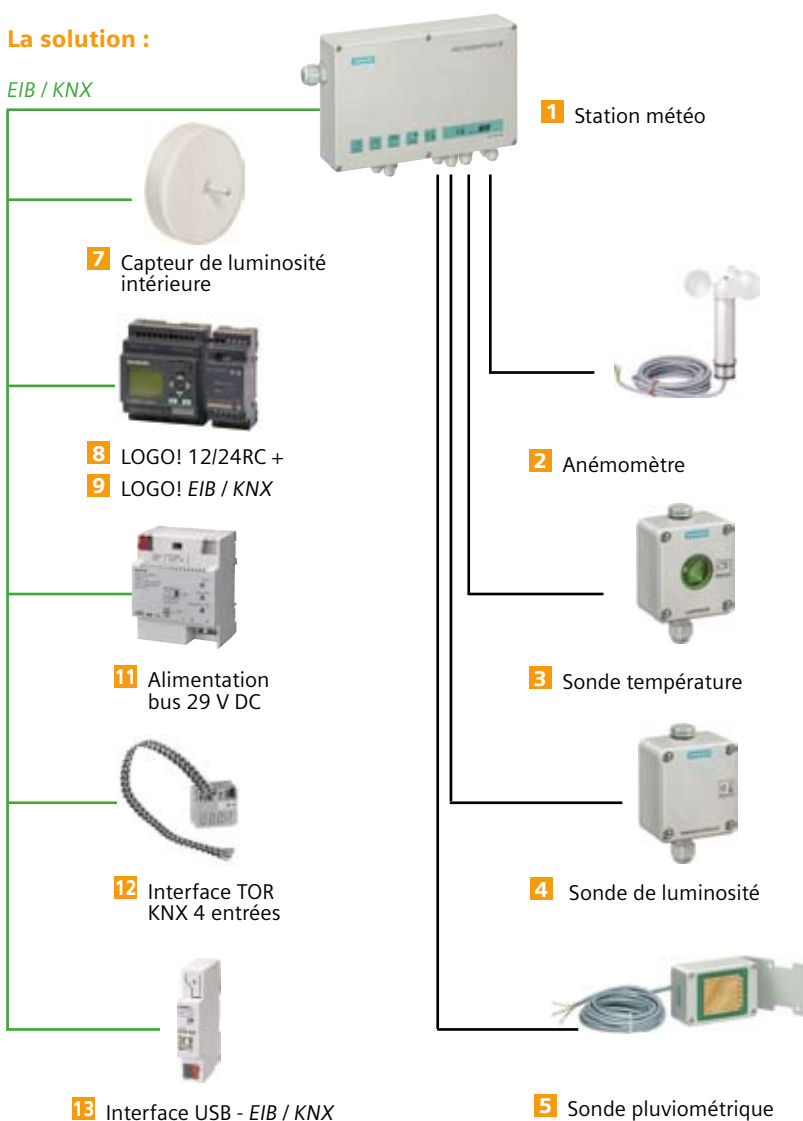 La solution :
EIB / KNX
1 Station météo
7 Capteur de luminosité
intérieure
8 LOGO! 12/24RC +
9 LOGO! EIB / KNX
2 Anémomètre
11 Alimentation
bus 29 V DC
3 Sonde température
12 Interface TOR
KNX 4 entrées
4 Sonde de luminosité
13 Interface USB - EIB / KNX
5 Sonde pluviométrique